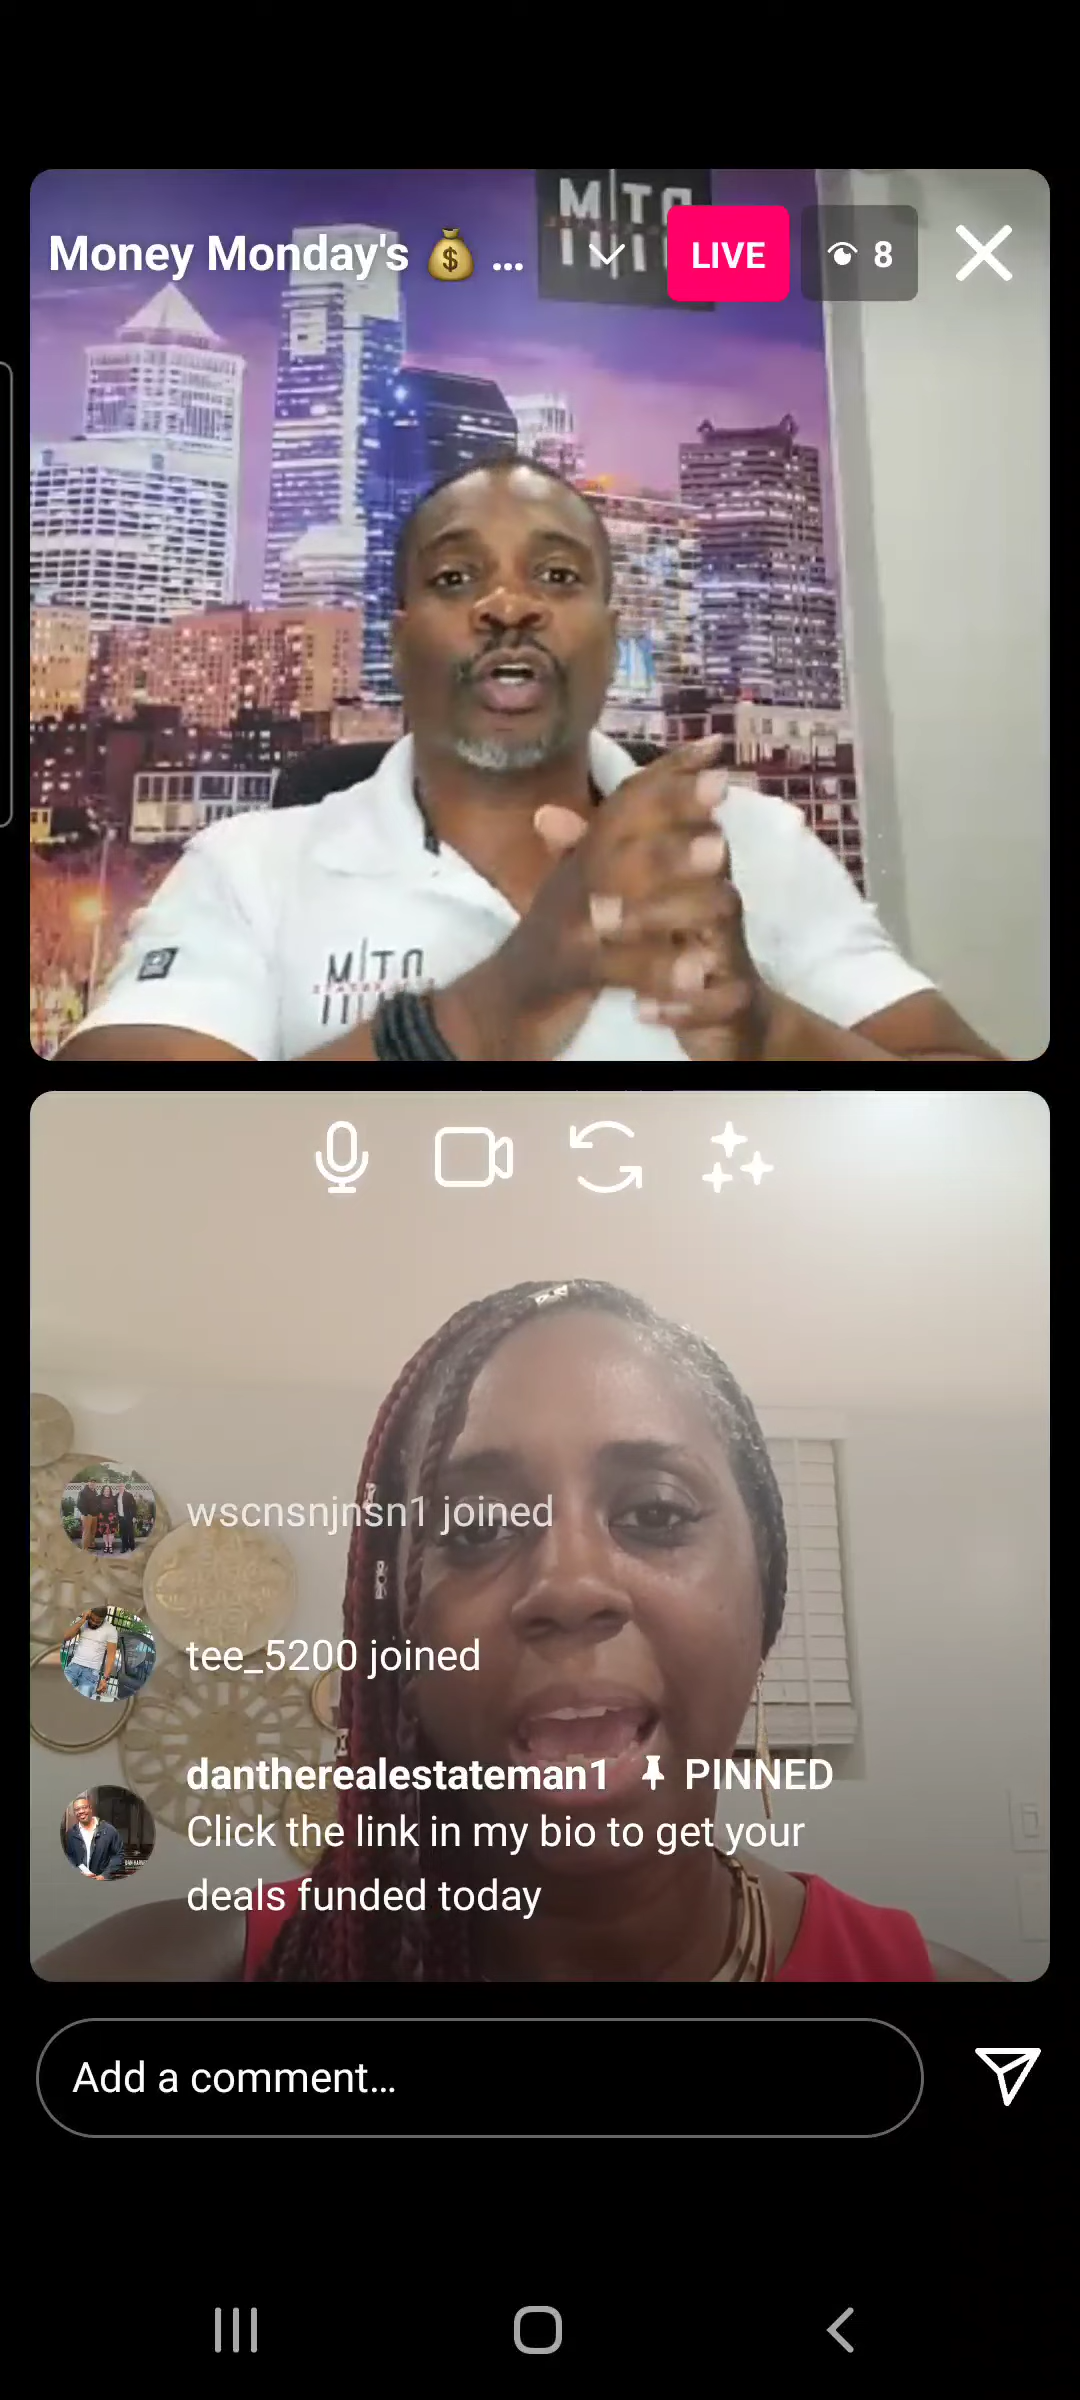 Money Monday's 💰 ...
LIVE
8
wscnsnjnsn1 joined
tee_5200 joined
dantherealestateman1 PINNED
Click the link in my bio to get your
deals funded today
Add a comment...